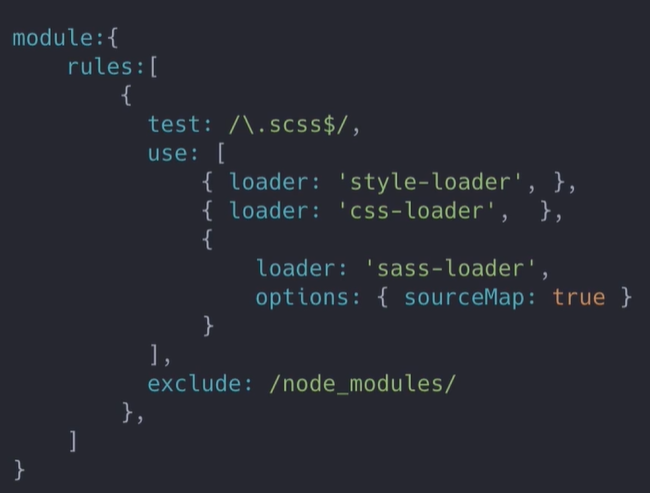 module:{
    rules:[
        {
          test: /\.scss$/,
          use: [
              { loader: 'style-loader', },
              { loader: 'css-loader',  },
              {
                  loader: 'sass-loader',
                  options: { sourceMap: true }
              }
          ],
          exclude: /node_modules/
        },
    ]
}